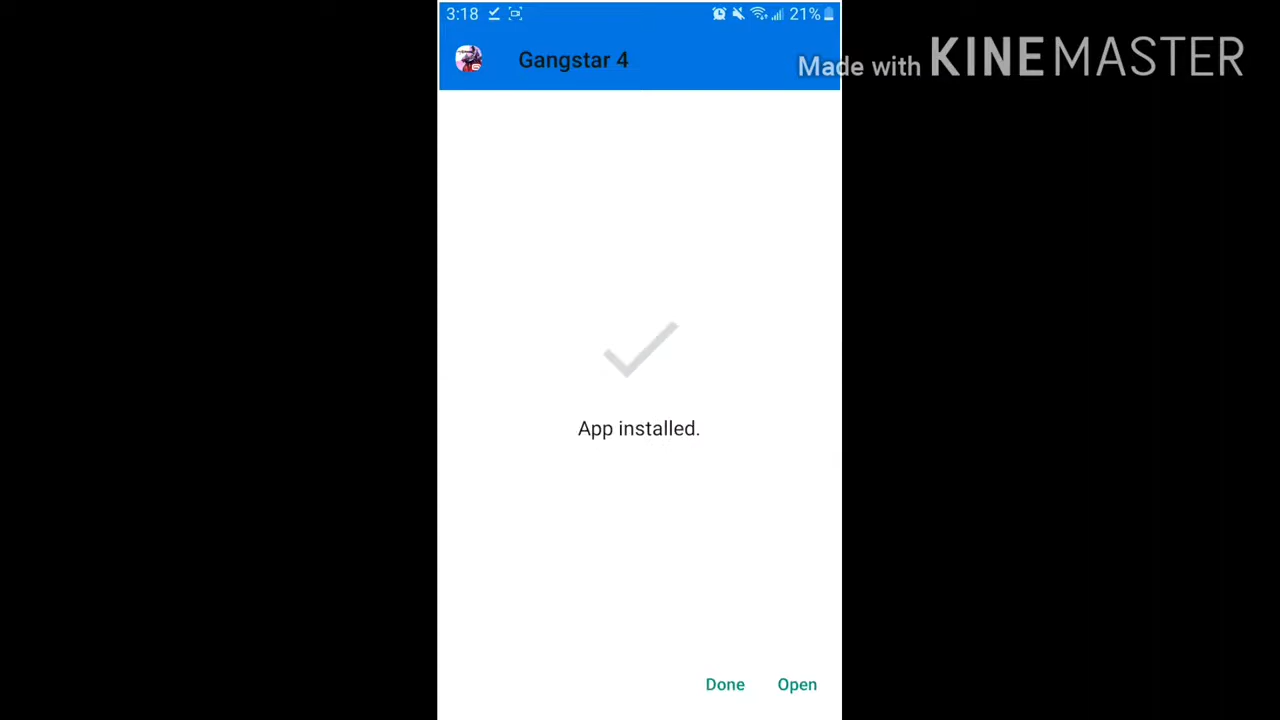 3:18 21%
Gangstar 4
Made with KINEMASTER
App installed.
Done Open